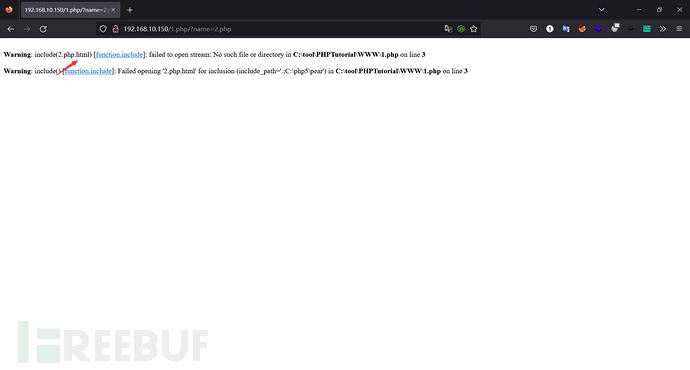 192.168.10.150/1.php/?name=2.p
192.168.10.150/1.php/?name=2.php
Warning: include(2.php.html) [function.include]: failed to open stream: No such file or directory in C:\tool\PHPTutorial\WWW\1.php on line 3
Warning: include() [function.include]: Failed opening '2.php.html' for inclusion (include_path='.;C:\php5\pear') in C:\tool\PHPTutorial\WWW\1.php on line 3
FREEBUF